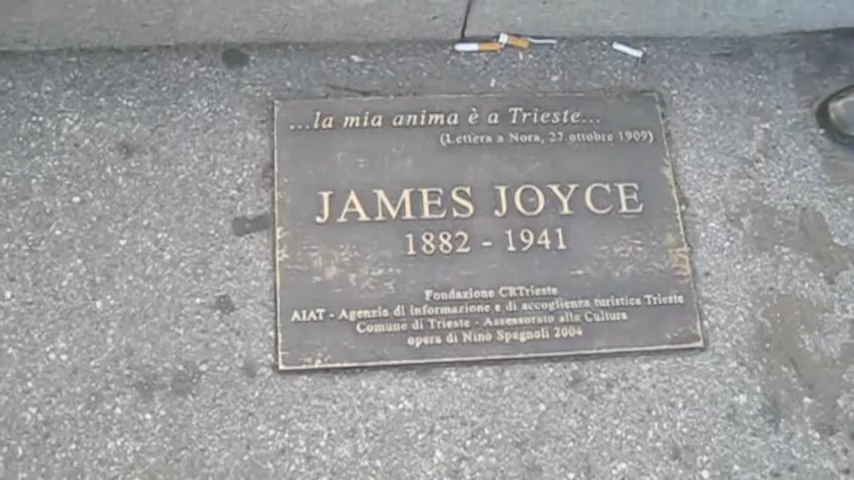 ...la mia anima è a Trieste...
(Lettera a Nora, 27 ottobre 1909)
JAMES JOYCE
1882 - 1941
Fondazione CRTrieste
AIAT - Agenzia di informazione e di accoglienza turistica Trieste
Comune di Trieste - Assessorato alla Cultura
opera di Nino Spagnoli 2004